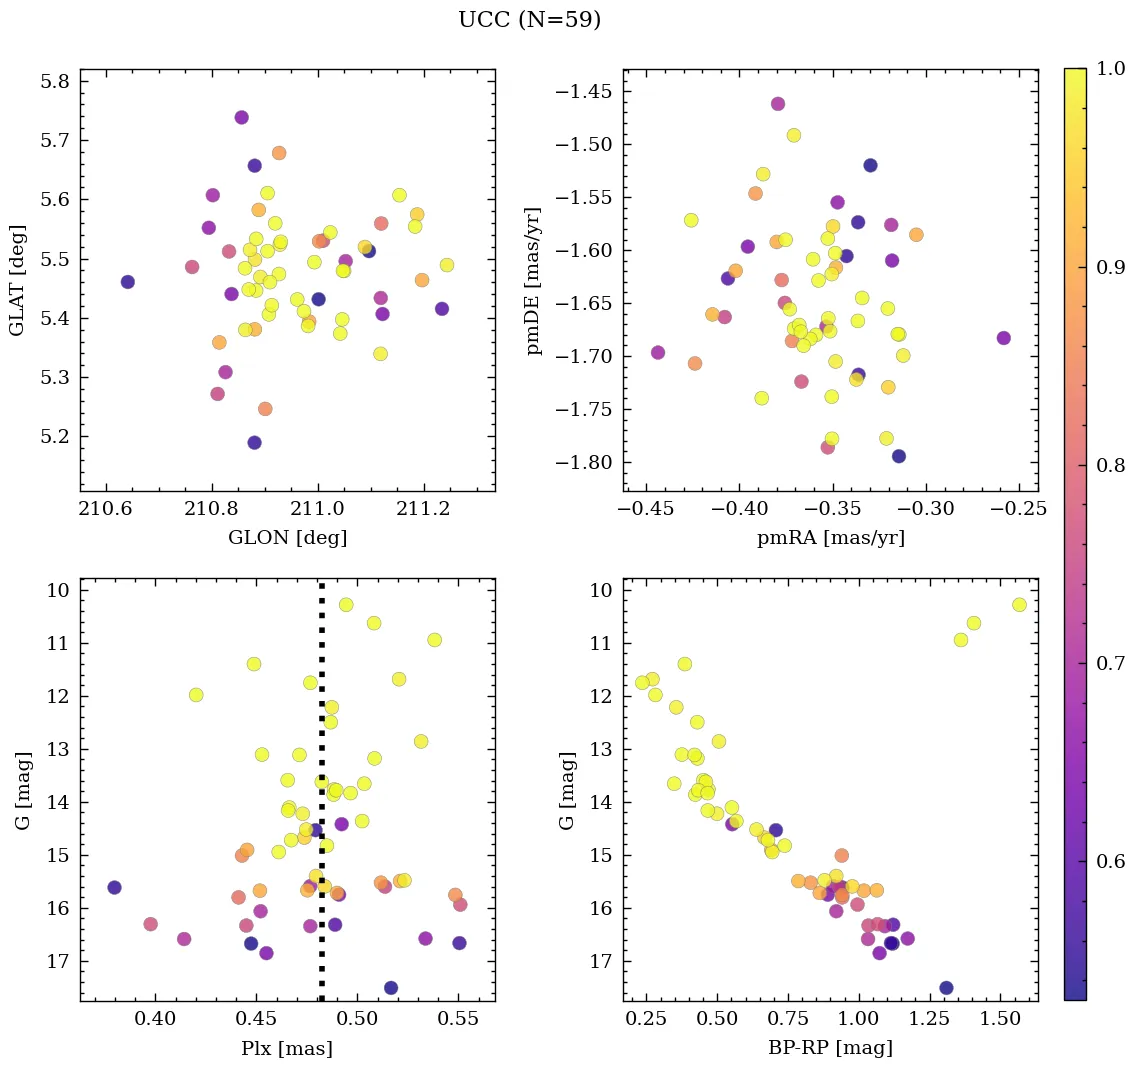 UCC (N=59)
5.8
5.7
5.6
5.5
5.4
5.3
5.2
GLAT [deg]
210.6 210.8 211.0 211.2
GLON [deg]
−1.45
−1.50
−1.55
−1.60
−1.65
−1.70
−1.75
−1.80
pmDE [mas/yr]
−0.45 −0.40 −0.35 −0.30 −0.25
pmRA [mas/yr]
10
11
12
13
14
15
16
17
G [mag]
0.40 0.45 0.50 0.55
Plx [mas]
10
11
12
13
14
15
16
17
G [mag]
0.25 0.50 0.75 1.00 1.25 1.50
BP-RP [mag]
1.0
0.9
0.8
0.7
0.6